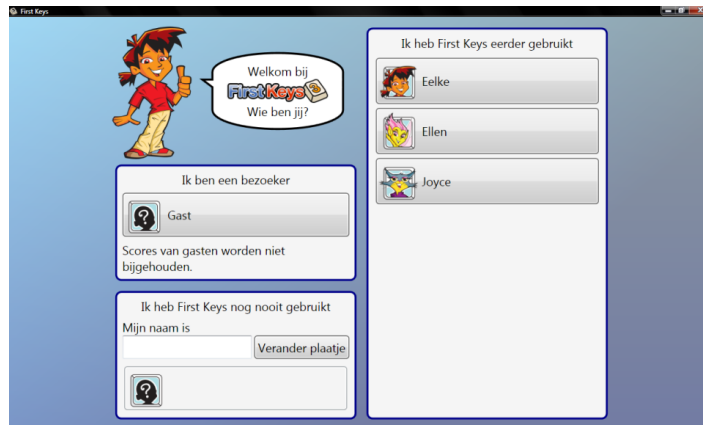 First Keys
Welkom bij
First Keys
Wie ben jij?
Ik ben een bezoeker
Gast
Scores van gasten worden niet
bijgehouden.
Ik heb First Keys nog nooit gebruikt
Mijn naam is
Verander plaatje
Ik heb First Keys eerder gebruikt
Eelke
Ellen
Joyce